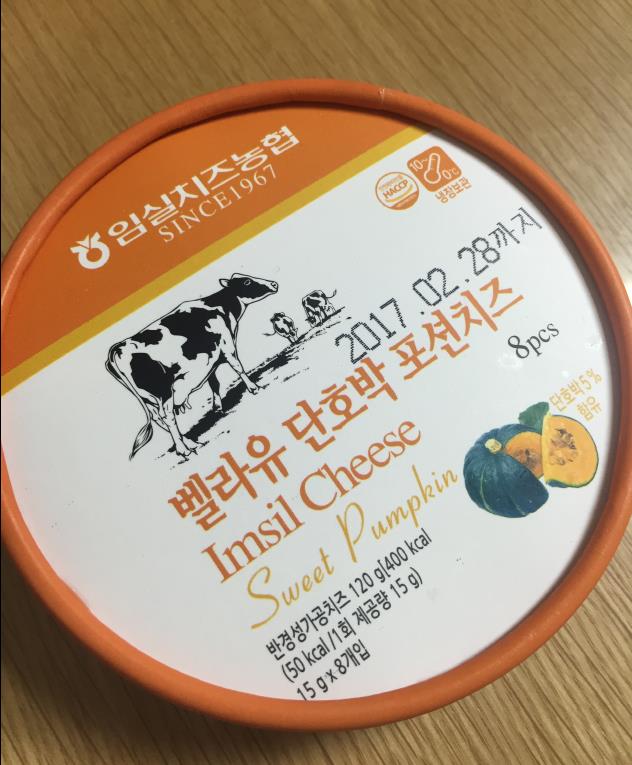 임실치즈농협
SINCE1967
HACCP
10~
0℃
냉장보관
2017.02.28까지
벨라유 단호박 포션치즈
8pcs
Imsil Cheese
Sweet Pumpkin
단호박 5%
함유
반경성가공치즈 120 g(400 kcal
(50 kcal/1회 제공량 15 g)
15 g x 8개입